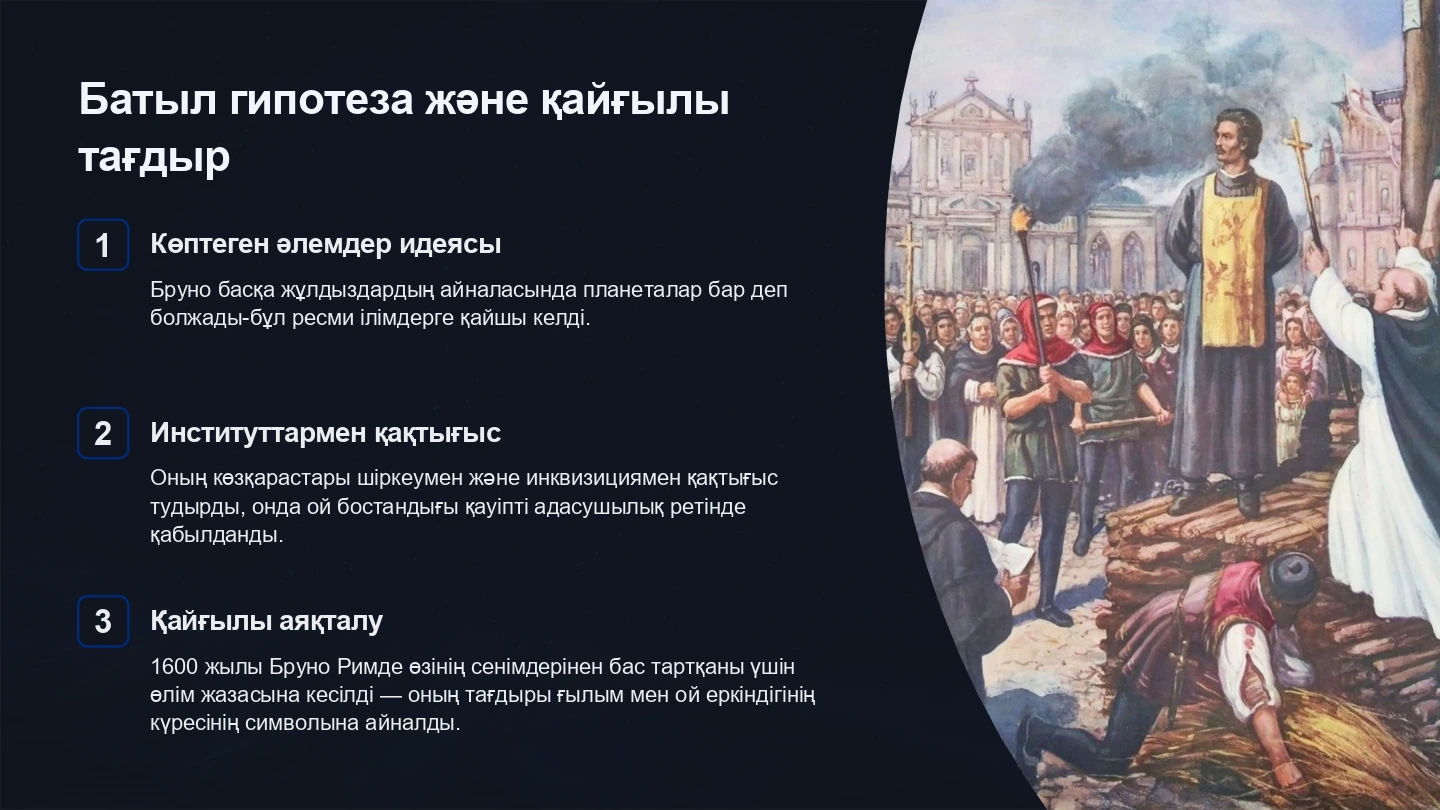 Батыл гипотеза және қайғылы
тағдыр
1
Көптеген әлемдер идеясы
Бруно басқа жұлдыздардың айналасында планеталар бар деп
болжады-бұл ресми ілімдерге қайшы келді.
2
Институттармен қақтығыс
Оның көзқарастары шіркеумен және инквизициямен қақтығыс
тудырды, онда ой бостандығы қауіпті адасушылық ретінде
қабылданды.
3
Қайғылы аяқталу
1600 жылы Бруно Римде өзінің сенімдерінен бас тартқаны үшін
өлім жазасына кесілді — оның тағдыры ғылым мен ой еркіндігінің
күресінің символына айналды.